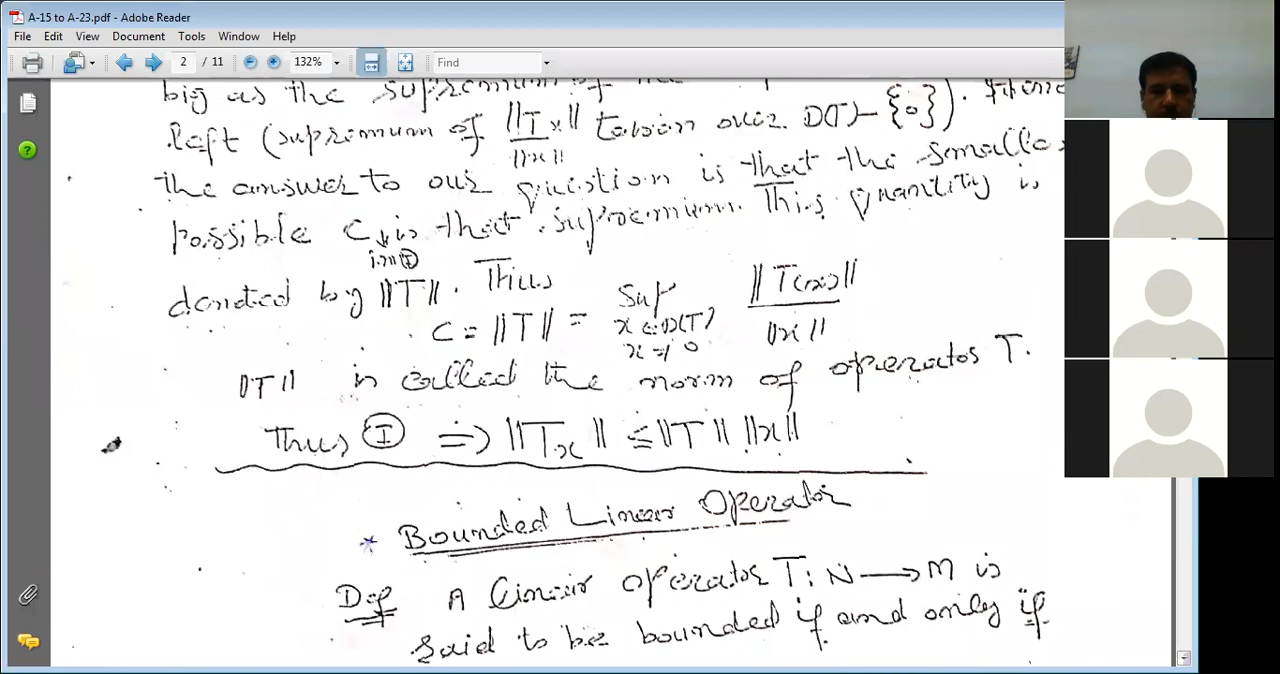 A-15 to A-23.pdf - Adobe Reader
File Edit View Document Tools Window Help
2 / 11 132% Find
big as the supremum of the
left (supremum of ||Tx||/||x|| taken over D(T) - {0}). Hence
the answer to our question is that the smalles
possible C is that supremum. This quantity is
in (I)
denoted by ||T||. Thus
C = ||T|| = Sup x∈D(T) x≠0 ||T(x)||/||x||
||T|| is called the norm of operator T.
Thus (I) ⇒ ||Tx|| ≤ ||T|| ||x||
* Bounded Linear Operator
Def A linear operator T: N → M is
said to be bounded if and only if